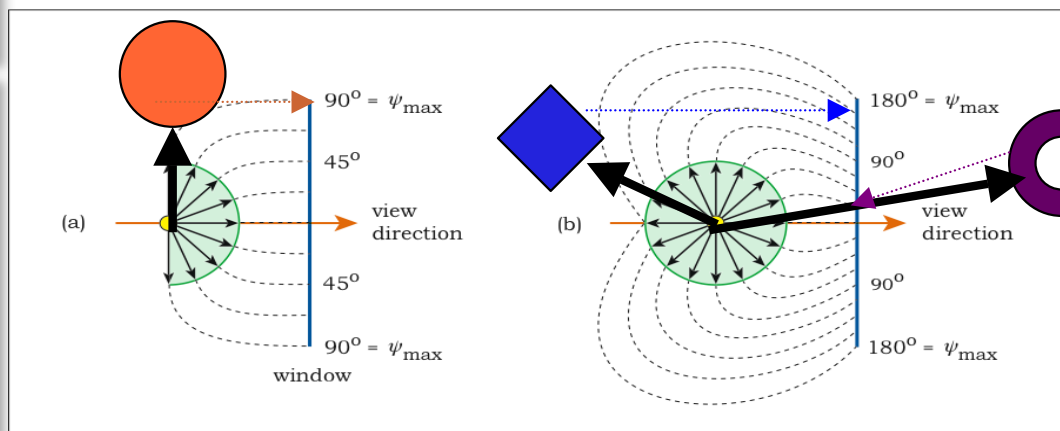 90° = ψmax
45°
(a)
view
direction
45°
90° = ψmax
window
180° = ψmax
90°
(b)
view
direction
90°
180° = ψmax